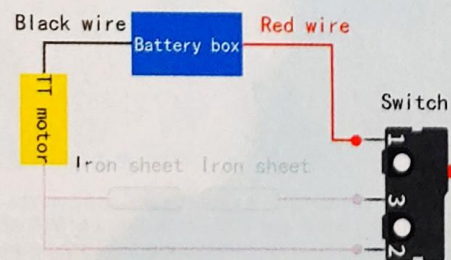 Black wire
Red wire
Battery box
Switch
TT motor
1
Iron sheet Iron sheet
3
2